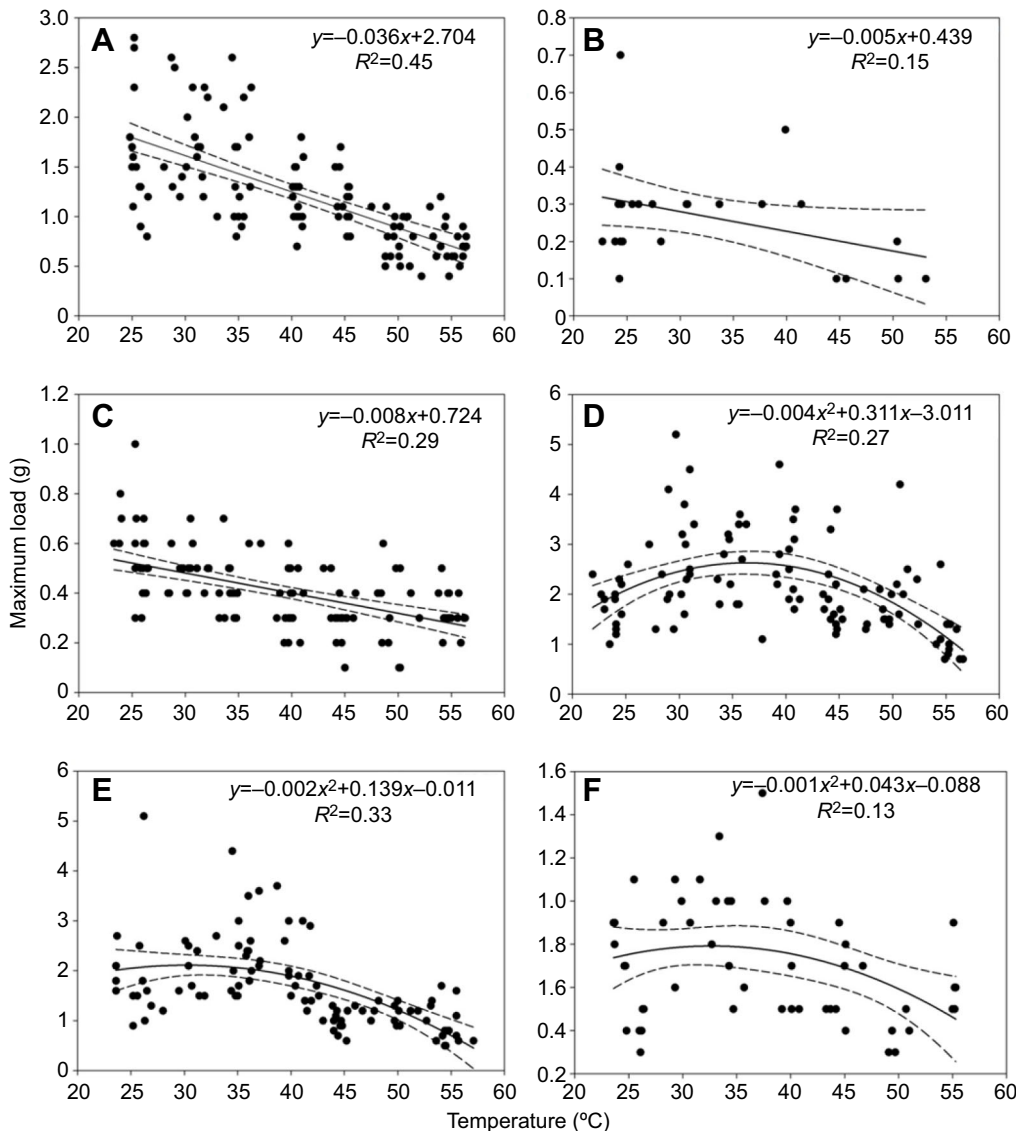 A
y=–0.036x+2.704
R²=0.45
3.0
2.5
2.0
1.5
1.0
0.5
0
20 25 30 35 40 45 50 55 60
B
y=–0.005x+0.439
R²=0.15
0.8
0.7
0.6
0.5
0.4
0.3
0.2
0.1
0
20 25 30 35 40 45 50 55 60
Maximum load (g)
C
y=–0.008x+0.724
R²=0.29
1.2
1.0
0.8
0.6
0.4
0.2
0
20 25 30 35 40 45 50 55 60
D
y=–0.004x²+0.311x–3.011
R²=0.27
6
5
4
3
2
1
0
20 25 30 35 40 45 50 55 60
E
y=–0.002x²+0.139x–0.011
R²=0.33
6
5
4
3
2
1
0
20 25 30 35 40 45 50 55 60
F
y=–0.001x²+0.043x–0.088
R²=0.13
1.6
1.4
1.2
1.0
1.8
1.6
0.4
0.2
20 25 30 35 40 45 50 55 60
Temperature (ºC)